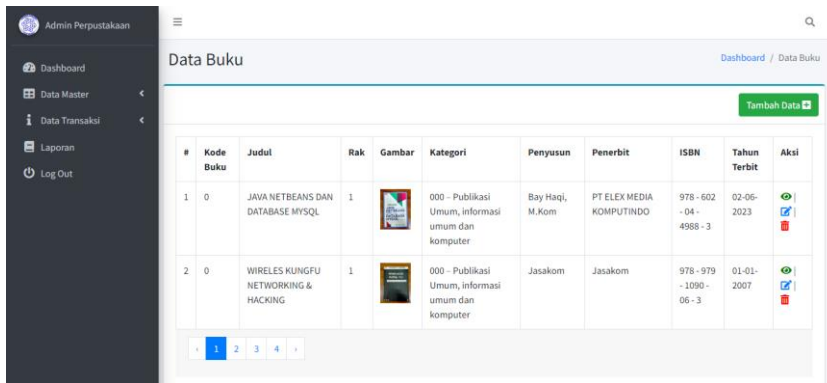 Admin Perpustakaan
Dashboard
Data Master
Data Transaksi
Laporan
Log Out
Data Buku
Dashboard / Data Buku
Tambah Data
# Kode Buku Judul Rak Gambar Kategori Penyusun Penerbit ISBN Tahun Terbit Aksi
1 0 JAVA NETBEANS DAN DATABASE MYSQL 1 000 - Publikasi Umum, informasi umum dan komputer Bay Haqi, M.Kom PT ELEX MEDIA KOMPUTINDO 978 - 602 - 04 - 4988 - 3 02-06-2023
2 0 WIRELES KUNGFU NETWORKING & HACKING 1 000 - Publikasi Umum, informasi umum dan komputer Jasakom Jasakom 978 - 979 - 1090 - 06 - 3 01-01-2007
‹ 1 2 3 4 ›